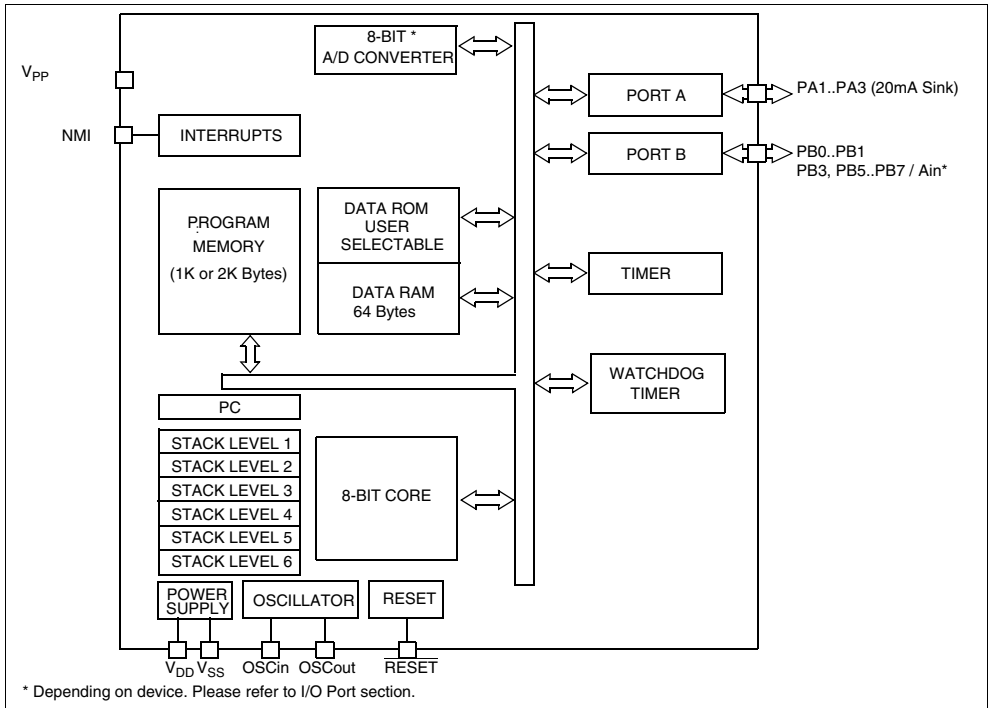 8-BIT *
A/D CONVERTER
VPP
PORT A
PA1..PA3 (20mA Sink)
NMI
INTERRUPTS
PORT B
PB0..PB1
PB3, PB5..PB7 / Ain*
PROGRAM
MEMORY
(1K or 2K Bytes)
DATA ROM
USER
SELECTABLE
DATA RAM
64 Bytes
TIMER
WATCHDOG
TIMER
PC
STACK LEVEL 1
STACK LEVEL 2
STACK LEVEL 3
STACK LEVEL 4
STACK LEVEL 5
STACK LEVEL 6
8-BIT CORE
POWER
SUPPLY
OSCILLATOR
RESET
VDD VSS OSCin OSCout RESET
* Depending on device. Please refer to I/O Port section.